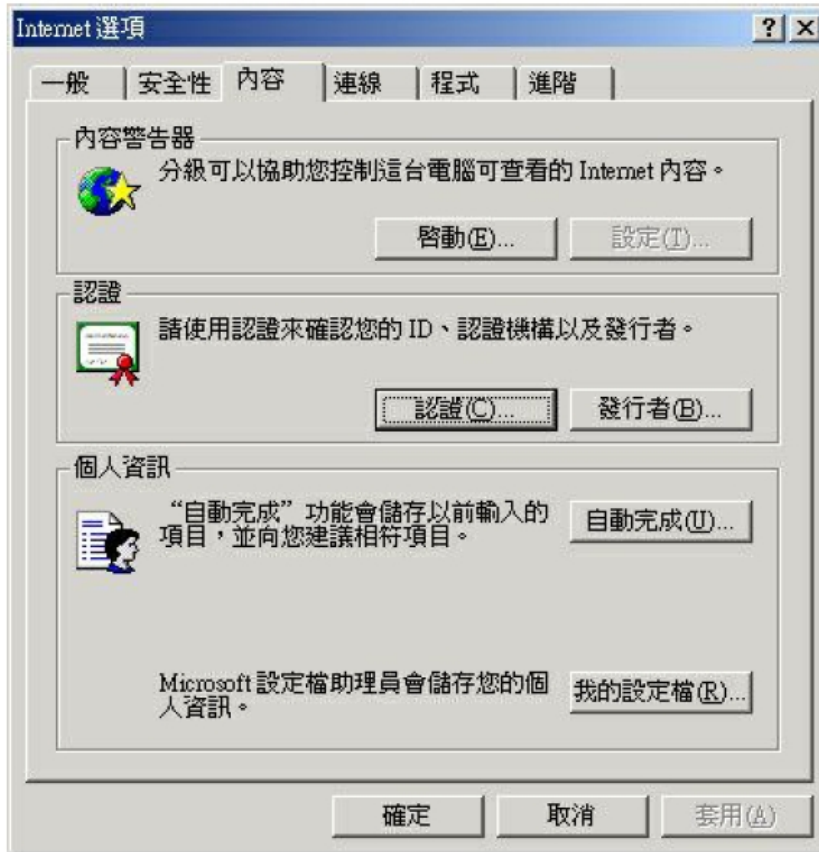 Internet 選項
一般 安全性 內容 連線 程式 進階
內容警告器
分級可以協助您控制這台電腦可查看的 Internet 內容。
啓動(E)... 設定(T)...
認證
請使用認證來確認您的 ID、認證機構以及發行者。
認證(C)... 發行者(B)...
個人資訊
“自動完成”功能會儲存以前輸入的
項目，並向您建議相符項目。
自動完成(U)...
Microsoft 設定檔助理員會儲存您的個
人資訊。
我的設定檔(R)...
確定 取消 套用(A)